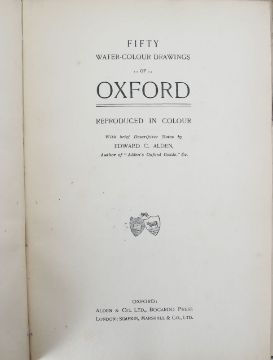 FIFTY
WATER-COLOUR DRAWINGS
.. OF ..
OXFORD
REPRODUCED IN COLOUR
With brief Descriptive Notes by
EDWARD C. ALDEN,
Author of "Alden's Oxford Guide," &c.
OXFORD:
ALDEN & CO. LTD., BOCARDO PRESS
LONDON: SIMPKIN, MARSHALL & CO., LTD.